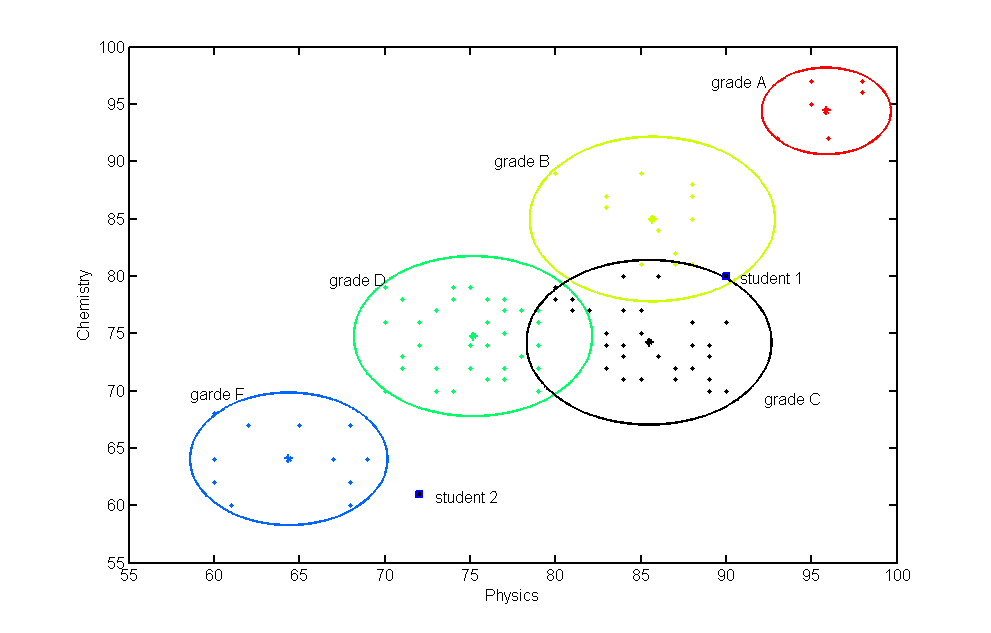 100
95
90
85
80
75
70
65
60
55
Chemistry
grade A
grade B
student 1
grade D
garde F
grade C
student 2
55 60 65 70 75 80 85 90 95 100
Physics